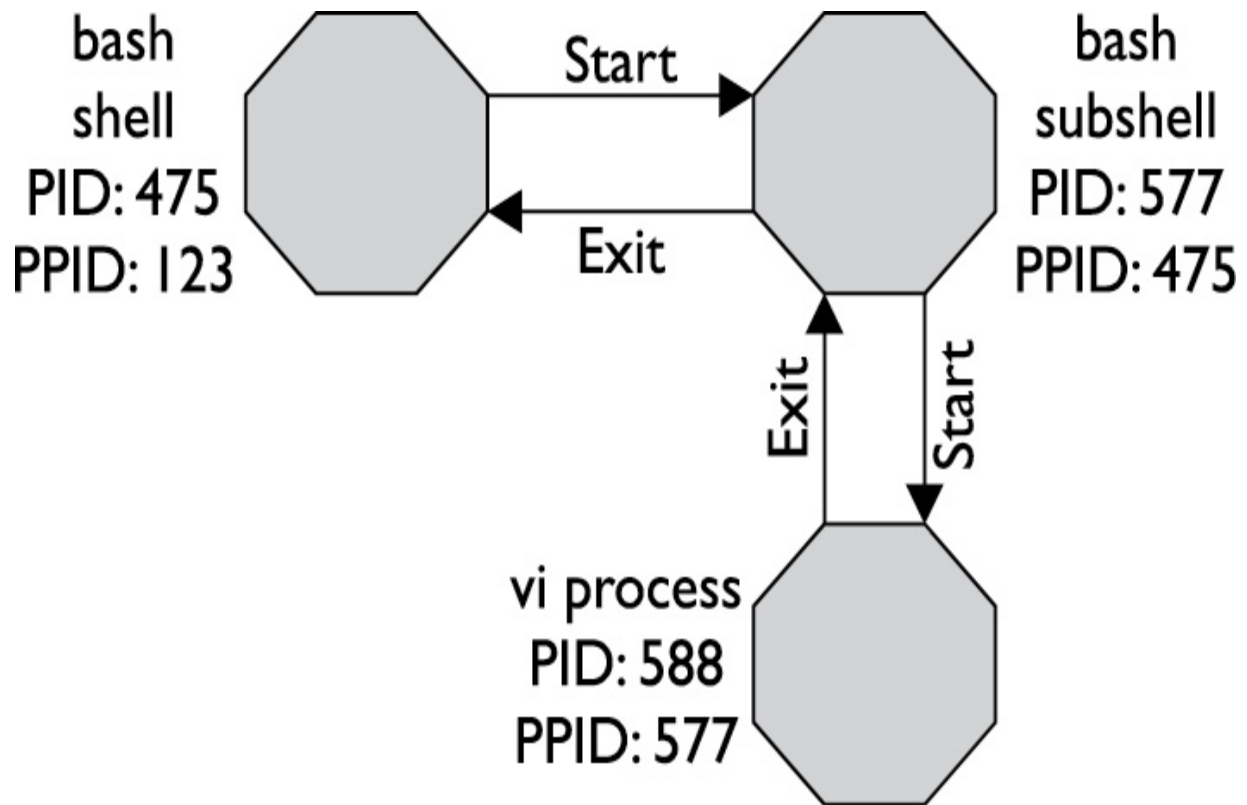 bash
shell
PID: 475
PPID: 123
Start
Exit
bash
subshell
PID: 577
PPID: 475
Exit
Start
vi process
PID: 588
PPID: 577